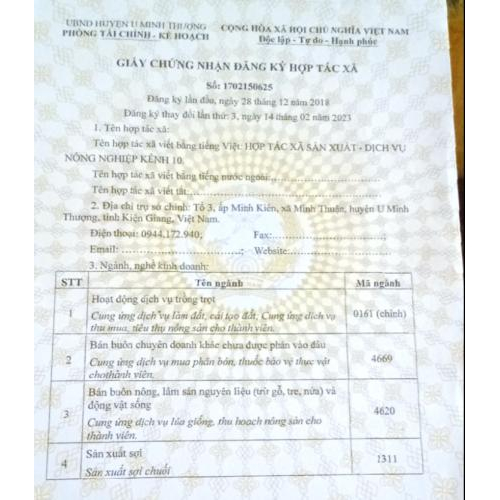 UBND HUYỆN U MINH THƯỢNG
PHÒNG TÀI CHÍNH - KẾ HOẠCH
CỘNG HÒA XÃ HỘI CHỦ NGHĨA VIỆT NAM
Độc lập - Tự do - Hạnh phúc
GIẤY CHỨNG NHẬN ĐĂNG KÝ HỢP TÁC XÃ
Số: 1702150625
Đăng ký lần đầu, ngày 28 tháng 12 năm 2018
Đăng ký thay đổi lần thứ: 3, ngày 14 tháng 02 năm 2023
1. Tên hợp tác xã:
Tên hợp tác xã viết bằng tiếng Việt: HỢP TÁC XÃ SẢN XUẤT - DỊCH VỤ
NÔNG NGHIỆP KÊNH 10.
Tên hợp tác xã viết bằng tiếng nước ngoài:
Tên hợp tác xã viết tắt:
2. Địa chỉ trụ sở chính: Tổ 3, ấp Minh Kiên, xã Minh Thuận, huyện U Minh
Thượng, tỉnh Kiên Giang, Việt Nam.
Điện thoại: 0944.172.940; Fax: ;
Email: ; Website:
3. Ngành, nghề kinh doanh:
STT Tên ngành Mã ngành
1 Hoạt động dịch vụ trồng trọt 0161 (chính)
Cung ứng dịch vụ làm đất, cải tạo đất; Cung ứng dịch vụ
thu mua, tiêu thụ nông sản cho thành viên.
2 Bán buôn chuyên doanh khác chưa được phân vào đâu 4669
Cung ứng dịch vụ mua phân bón, thuốc bảo vệ thực vật
chothành viên.
3 Bán buôn nông, lâm sản nguyên liệu (trừ gỗ, tre, nứa) và
động vật sống 4620
Cung ứng dịch vụ lúa giống, thu hoạch nông sản cho
thành viên.
4 Sản xuất sợi 1311
Sản xuất sợi chuối